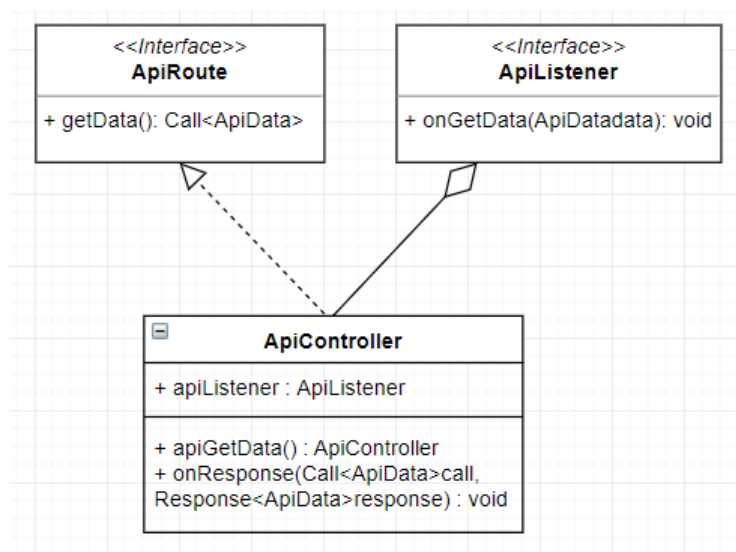 <<Interface>>
ApiRoute
+ getData(): Call<ApiData>
<<Interface>>
ApiListener
+ onGetData(ApiDatadata): void
ApiController
+ apiListener : ApiListener
+ apiGetData() : ApiController
+ onResponse(Call<ApiData>call,
Response<ApiData>response) : void